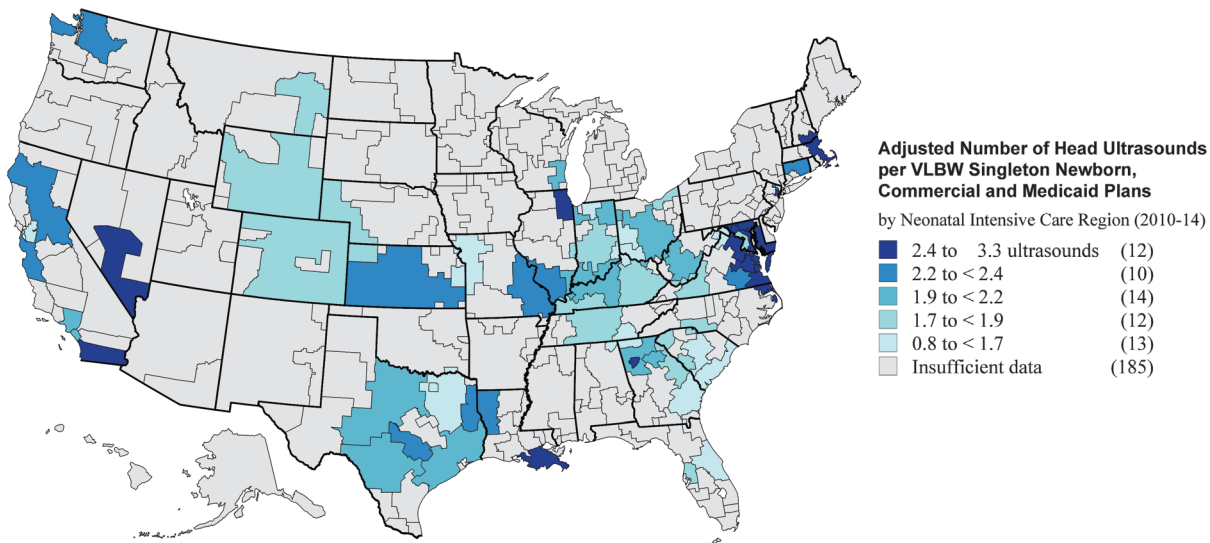 Adjusted Number of Head Ultrasounds
per VLBW Singleton Newborn,
Commercial and Medicaid Plans
by Neonatal Intensive Care Region (2010-14)
2.4 to 3.3 ultrasounds (12)
2.2 to < 2.4 (10)
1.9 to < 2.2 (14)
1.7 to < 1.9 (12)
0.8 to < 1.7 (13)
Insufficient data (185)